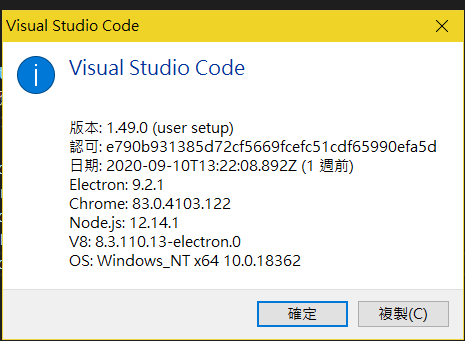 Visual Studio Code
Visual Studio Code
版本: 1.49.0 (user setup)
認可: e790b931385d72cf5669fcefc51cdf65990efa5d
日期: 2020-09-10T13:22:08.892Z (1 週前)
Electron: 9.2.1
Chrome: 83.0.4103.122
Node.js: 12.14.1
V8: 8.3.110.13-electron.0
OS: Windows_NT x64 10.0.18362
確定
複製(C)